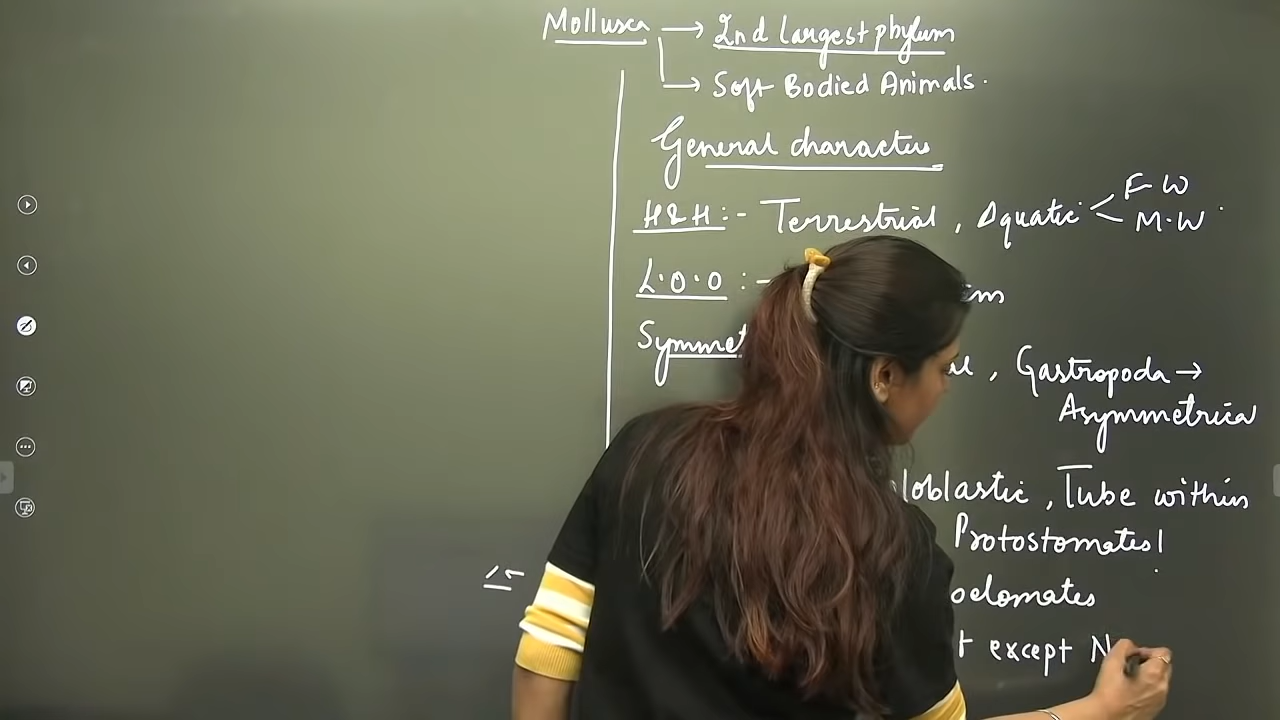 Mollusca → 2nd largest phylum
→ Soft Bodied Animals.
General characters
H & H :- Terrestrial , Aquatic < F W
M.W
L.O.O :-
Symmet , Gastropoda →
Asymmetrical
loblastic , Tube within
Protostomates!
oelomates
t except N